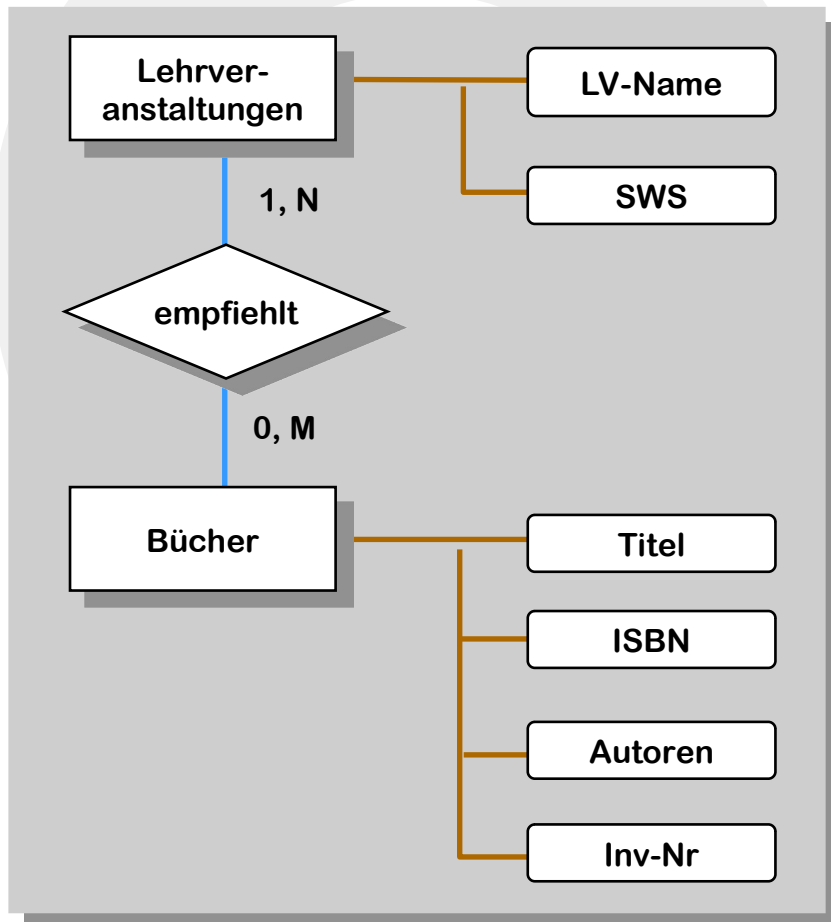 Lehrver-
anstaltungen
LV-Name
SWS
1, N
empfiehlt
0, M
Bücher
Titel
ISBN
Autoren
Inv-Nr